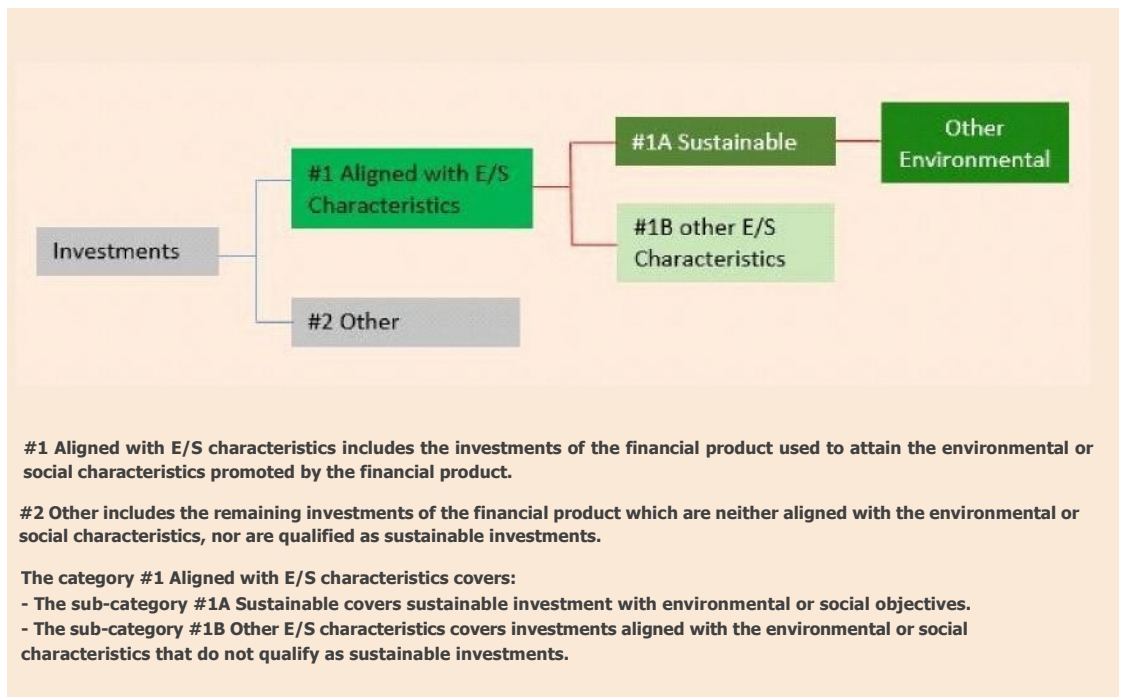 Investments
#1 Aligned with E/S
Characteristics
#2 Other
#1A Sustainable
#1B other E/S
Characteristics
Other
Environmental
#1 Aligned with E/S characteristics includes the investments of the financial product used to attain the environmental or
social characteristics promoted by the financial product.
#2 Other includes the remaining investments of the financial product which are neither aligned with the environmental or
social characteristics, nor are qualified as sustainable investments.
The category #1 Aligned with E/S characteristics covers:
- The sub-category #1A Sustainable covers sustainable investment with environmental or social objectives.
- The sub-category #1B Other E/S characteristics covers investments aligned with the environmental or social
characteristics that do not qualify as sustainable investments.